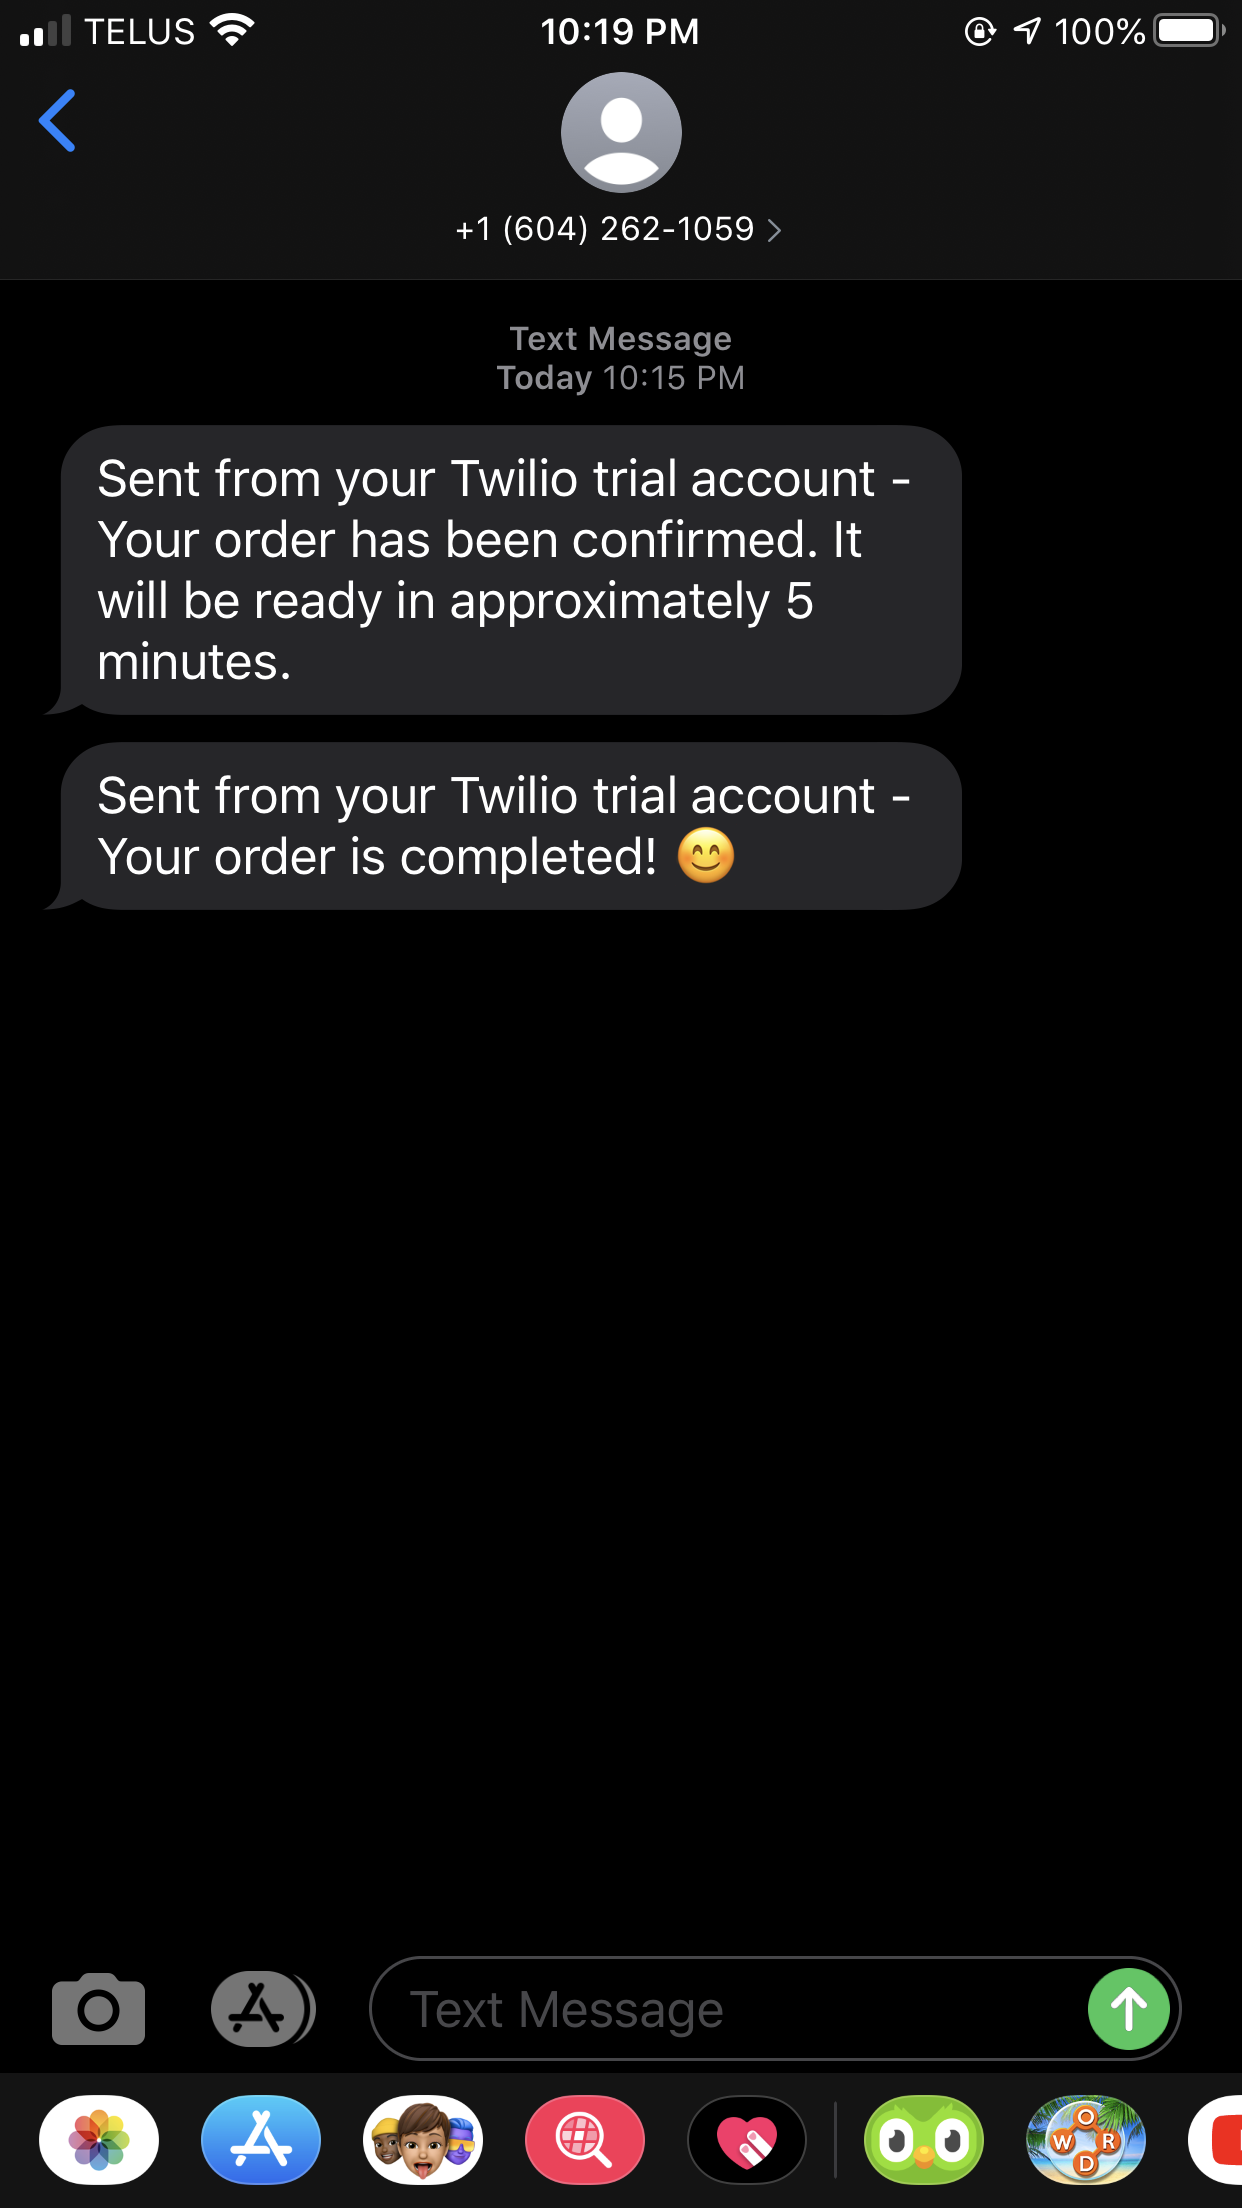 TELUS 10:19 PM 100%
+1 (604) 262-1059
Text Message
Today 10:15 PM
Sent from your Twilio trial account -
Your order has been confirmed. It
will be ready in approximately 5
minutes.
Sent from your Twilio trial account -
Your order is completed! 😊
Text Message
O
W R
D